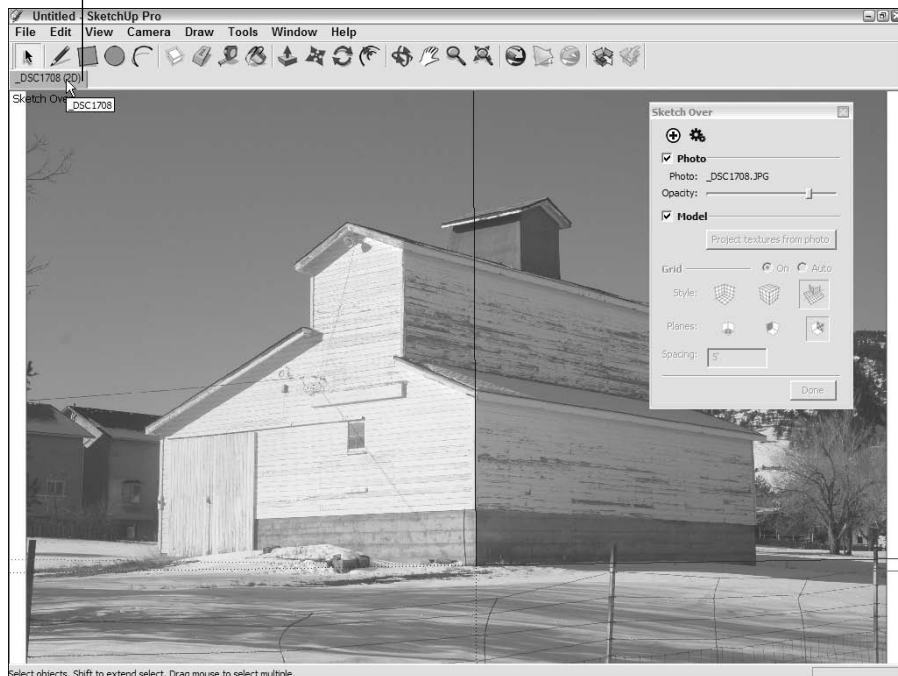 Untitled - SketchUp Pro
File Edit View Camera Draw Tools Window Help
_DSC1708 (2D)
Sketch Ove
_DSC1708
Sketch Over
Photo
Photo: _DSC1708.JPG
Opacity:
Model
Project textures from photo
Grid On Auto
Style:
Planes:
Spacing: 5'
Done
Select objects. Shift to extend select. Drag mouse to select multiple.